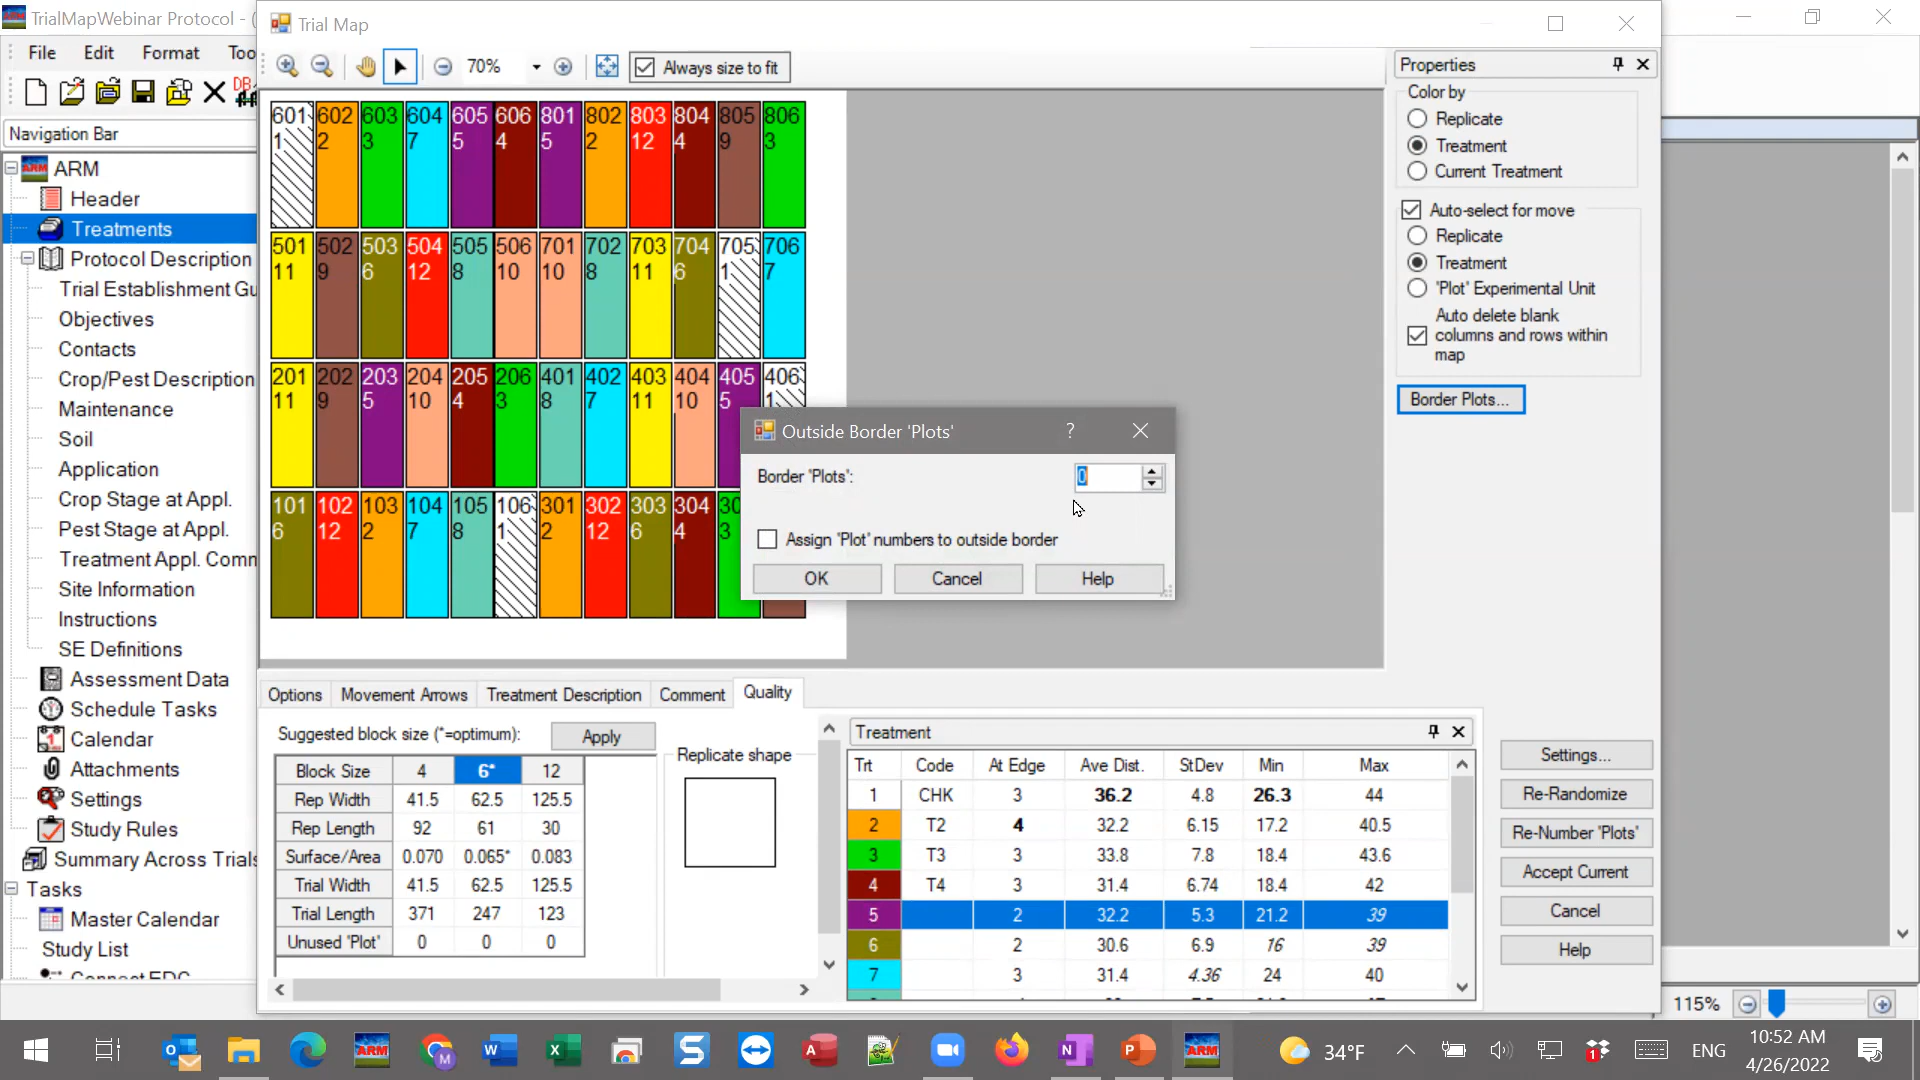 TrialMapWebinar Protocol - (
File Edit Format Too
Navigation Bar
ARM
Header
Treatments
Protocol Description
Trial Establishment Gu
Objectives
Contacts
Crop/Pest Description
Maintenance
Soil
Application
Crop Stage at Appl.
Pest Stage at Appl.
Treatment Appl. Comm
Site Information
Instructions
SE Definitions
Assessment Data
Schedule Tasks
Calendar
Attachments
Settings
Study Rules
Summary Across Trials
Tasks
Master Calendar
Study List
Connect EDC
Trial Map
70% Always size to fit
601 602 603 604 605 606 801 802 803 804 805 806
1 2 3 7 5 4 5 2 12 4 9 3
501 502 503 504 505 506 701 702 703 704 705 706
11 9 6 12 8 10 10 8 11 6 1 7
201 202 203 204 205 206 401 402 403 404 405 406
11 9 5 10 4 3 8 7 11 10 5 1
101 102 103 104 105 106 301 302 303 304 30
6 12 2 7 8 1 2 12 6 4 3
Outside Border 'Plots' ?
Border 'Plots': 0
Assign 'Plot' numbers to outside border
OK Cancel Help
Properties
Color by
Replicate
Treatment
Current Treatment
Auto-select for move
Replicate
Treatment
'Plot' Experimental Unit
Auto delete blank
columns and rows within
map
Border Plots...
Options Movement Arrows Treatment Description Comment Quality
Suggested block size (*=optimum): Apply
Block Size 4 6* 12
Rep Width 41.5 62.5 125.5
Rep Length 92 61 30
Surface/Area 0.070 0.065* 0.083
Trial Width 41.5 62.5 125.5
Trial Length 371 247 123
Unused 'Plot' 0 0 0
Replicate shape
Treatment
Trt Code At Edge Ave Dist. StDev Min Max
1 CHK 3 36.2 4.8 26.3 44
2 T2 4 32.2 6.15 17.2 40.5
3 T3 3 33.8 7.8 18.4 43.6
4 T4 3 31.4 6.74 18.4 42
5 2 32.2 5.3 21.2 39
6 2 30.6 6.9 16 39
7 3 31.4 4.36 24 40
Settings...
Re-Randomize
Re-Number 'Plots'
Accept Current
Cancel
Help
115%
34°F ENG
10:52 AM
4/26/2022